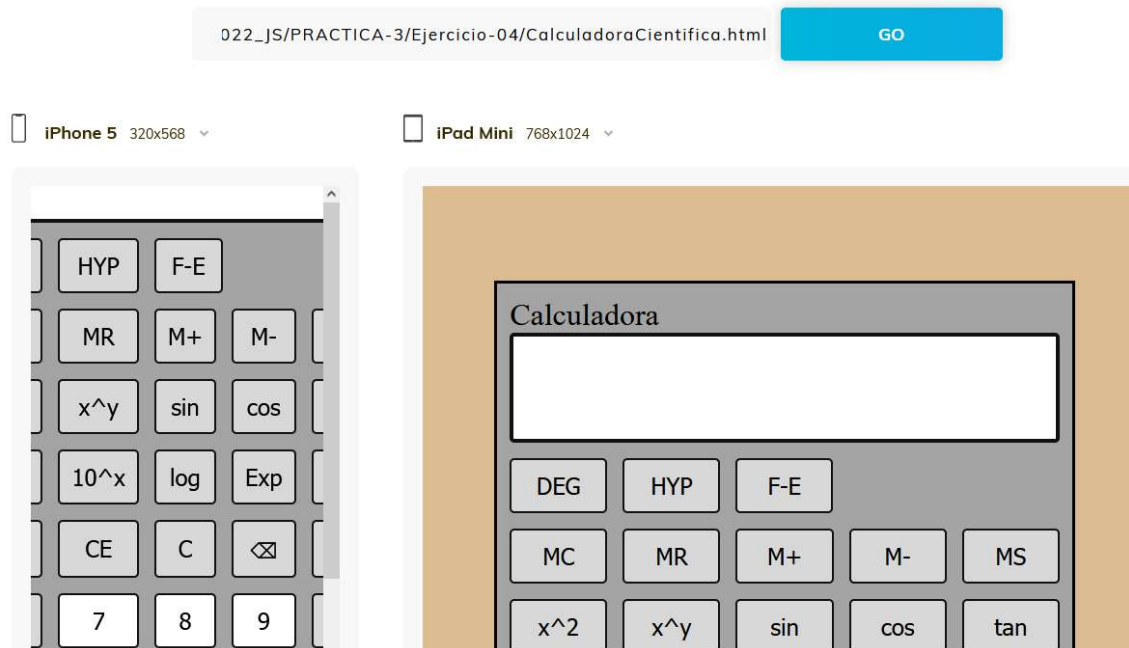 022_JS/PRACTICA-3/Ejercicio-04/CalculadoraCientifica.html GO
iPhone 5 320x568
iPad Mini 768x1024
HYP F-E
MR M+ M-
x^y sin cos
10^x log Exp
CE C ⌫
7 8 9
Calculadora
DEG HYP F-E
MC MR M+ M- MS
x^2 x^y sin cos tan